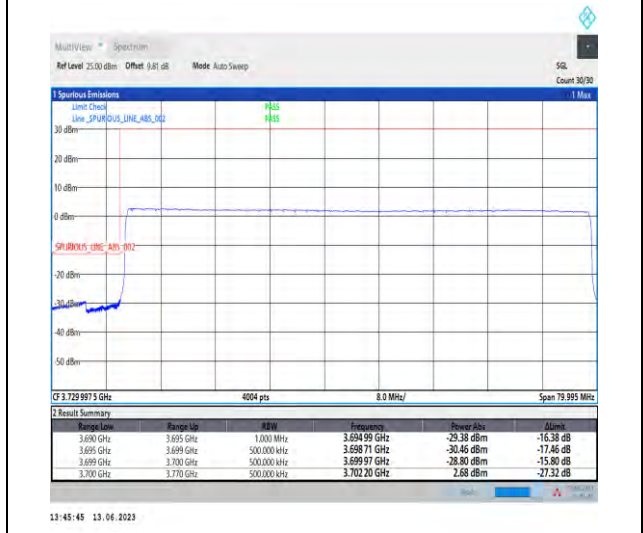 MultiView Spectrum
Ref Level 25.00 dBm Offset 9.81 dB Mode Auto Sweep SGL
Count 30/30
1 Spurious Emissions 1 Max
Limit Check PASS
Line _SPURIOUS_LINE_ABS_002 PASS
30 dBm
20 dBm
10 dBm
0 dBm
_SPURIOUS_LINE_ABS_002
-20 dBm
-30 dBm
-40 dBm
-50 dBm
CF 3.729 997 5 GHz 4004 pts 8.0 MHz/ Span 79.995 MHz
2 Result Summary
Range Low Range Up RBW Frequency Power Abs ΔLimit
3.690 GHz 3.695 GHz 1.000 MHz 3.694 99 GHz -29.38 dBm -16.38 dB
3.695 GHz 3.699 GHz 500.000 kHz 3.698 71 GHz -30.46 dBm -17.46 dB
3.699 GHz 3.700 GHz 500.000 kHz 3.699 97 GHz -28.80 dBm -15.80 dB
3.700 GHz 3.770 GHz 500.000 kHz 3.702 20 GHz 2.68 dBm -27.32 dB
13:45:45 13.06.2023